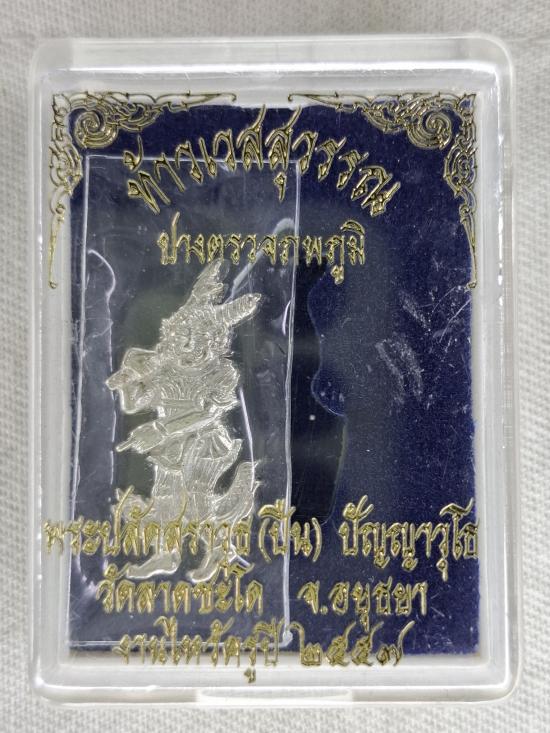 ท้าวเวสสุวรรณ
ปางตรวจภพภูมิ
พระปลัดสราวุธ (ปืน) ปัญญาวุโธ
วัดลาดชะโด จ.อยุธยา
งานไหว้ครูปี ๒๕๕๗